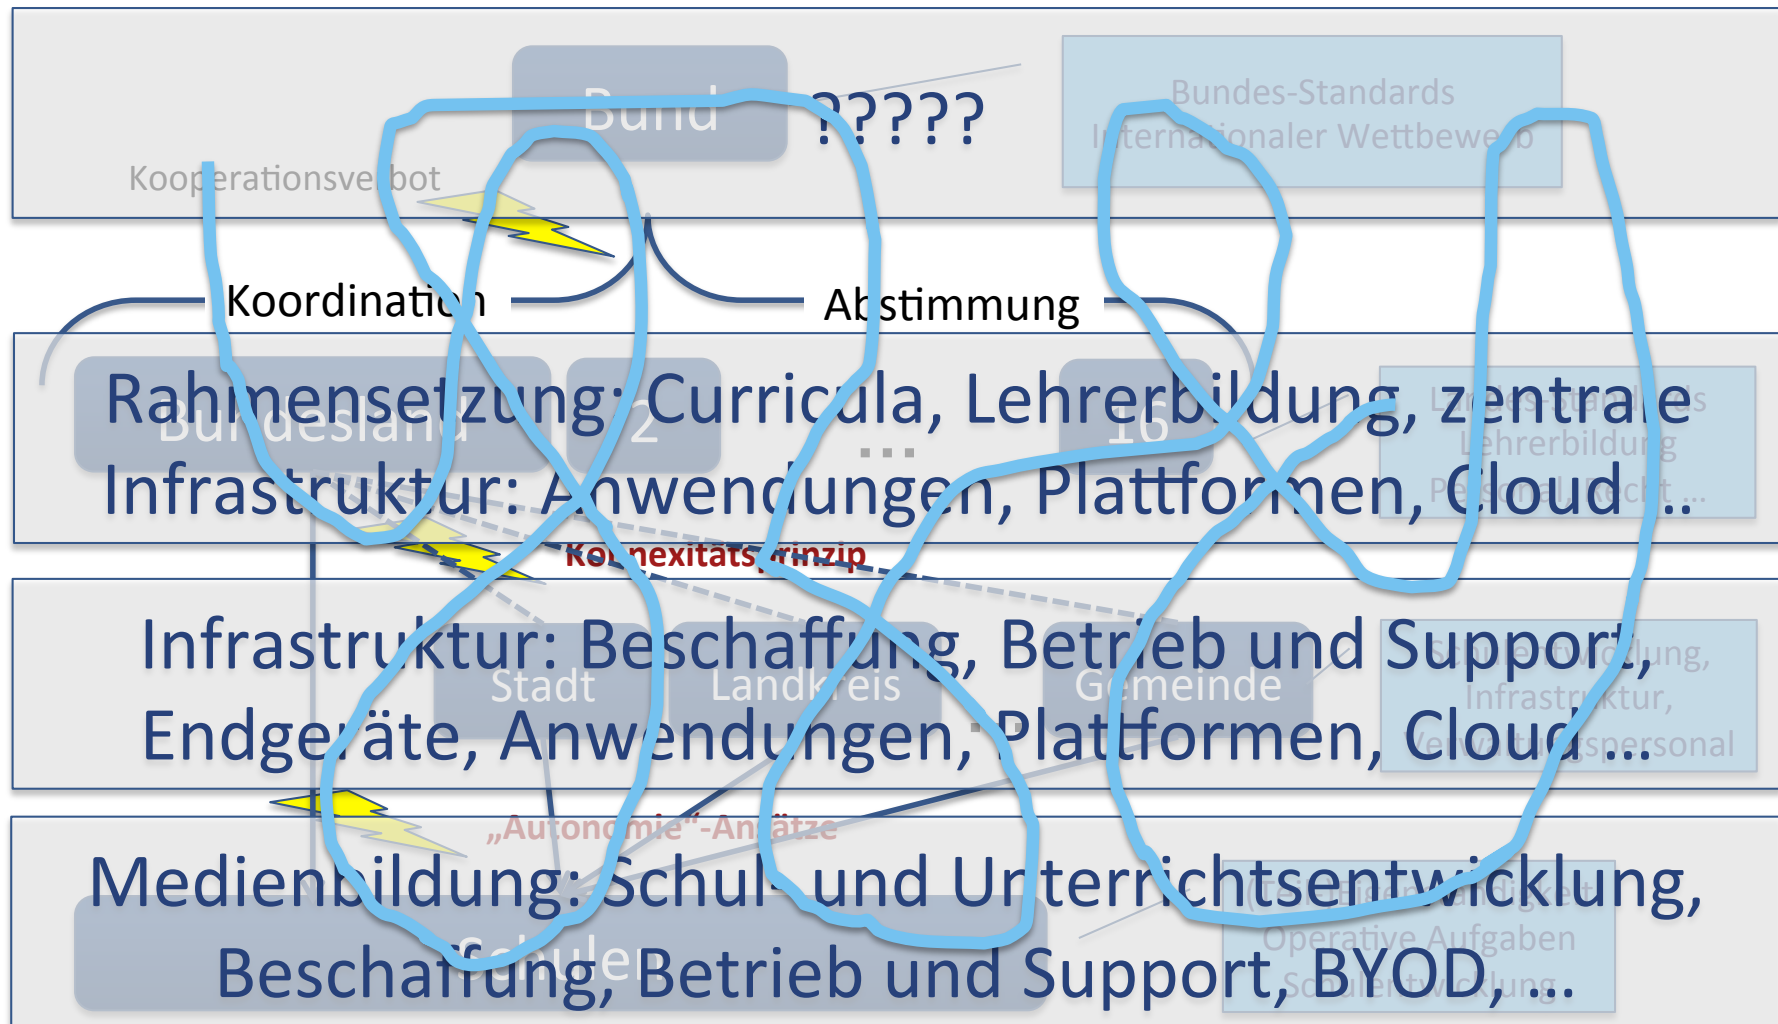 Bund
?????
Bundes-Standards
Internationaler Wettbewerb
Kooperationsverbot
Koordination
Abstimmung
Rahmensetzung: Curricula, Lehrerbildung, zentrale
Infrastruktur: Anwendungen, Plattformen, Cloud ...
Bundesland
2
...
16
Landes-Standards
Lehrerbildung
Personal, Recht ...
Konnexitätsprinzip
Infrastruktur: Beschaffung, Betrieb und Support,
Endgeräte, Anwendungen, Plattformen, Cloud ...
Stadt
Landkreis
...
Gemeinde
Schulentwicklung,
Infrastruktur,
Verwaltungspersonal
„Autonomie“-Ansätze
Medienbildung: Schul- und Unterrichtsentwicklung,
Beschaffung, Betrieb und Support, BYOD, ...
Schulen
(Teil-)Eigenständigkeit
Operative Aufgaben
Schulentwicklung